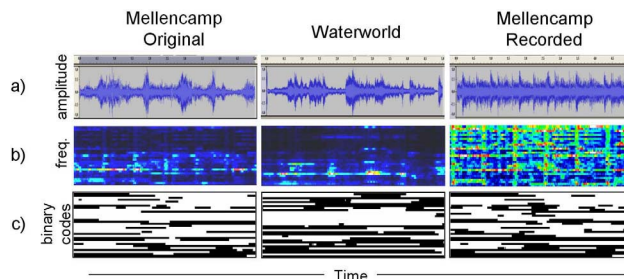 Mellencamp
Original
Waterworld
Mellencamp
Recorded
a)
amplitude
b)
freq.
c)
binary
codes
Time